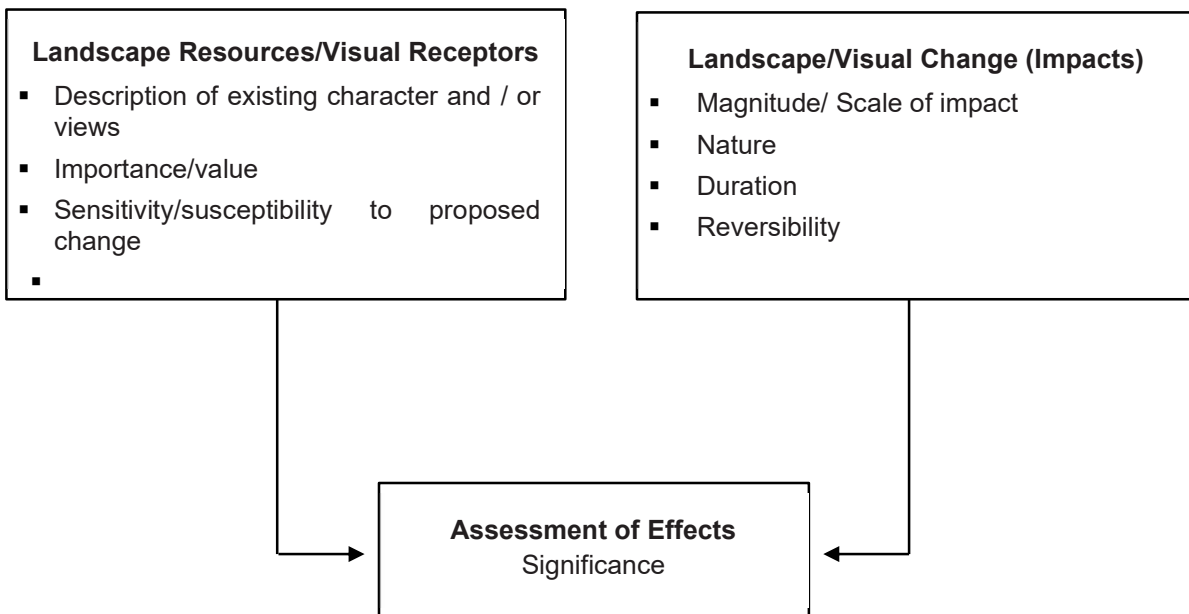 Landscape Resources/Visual Receptors
▪ Description of existing character and / or
views
▪ Importance/value
▪ Sensitivity/susceptibility to proposed
change
▪
Landscape/Visual Change (Impacts)
▪ Magnitude/ Scale of impact
▪ Nature
▪ Duration
▪ Reversibility
Assessment of Effects
Significance